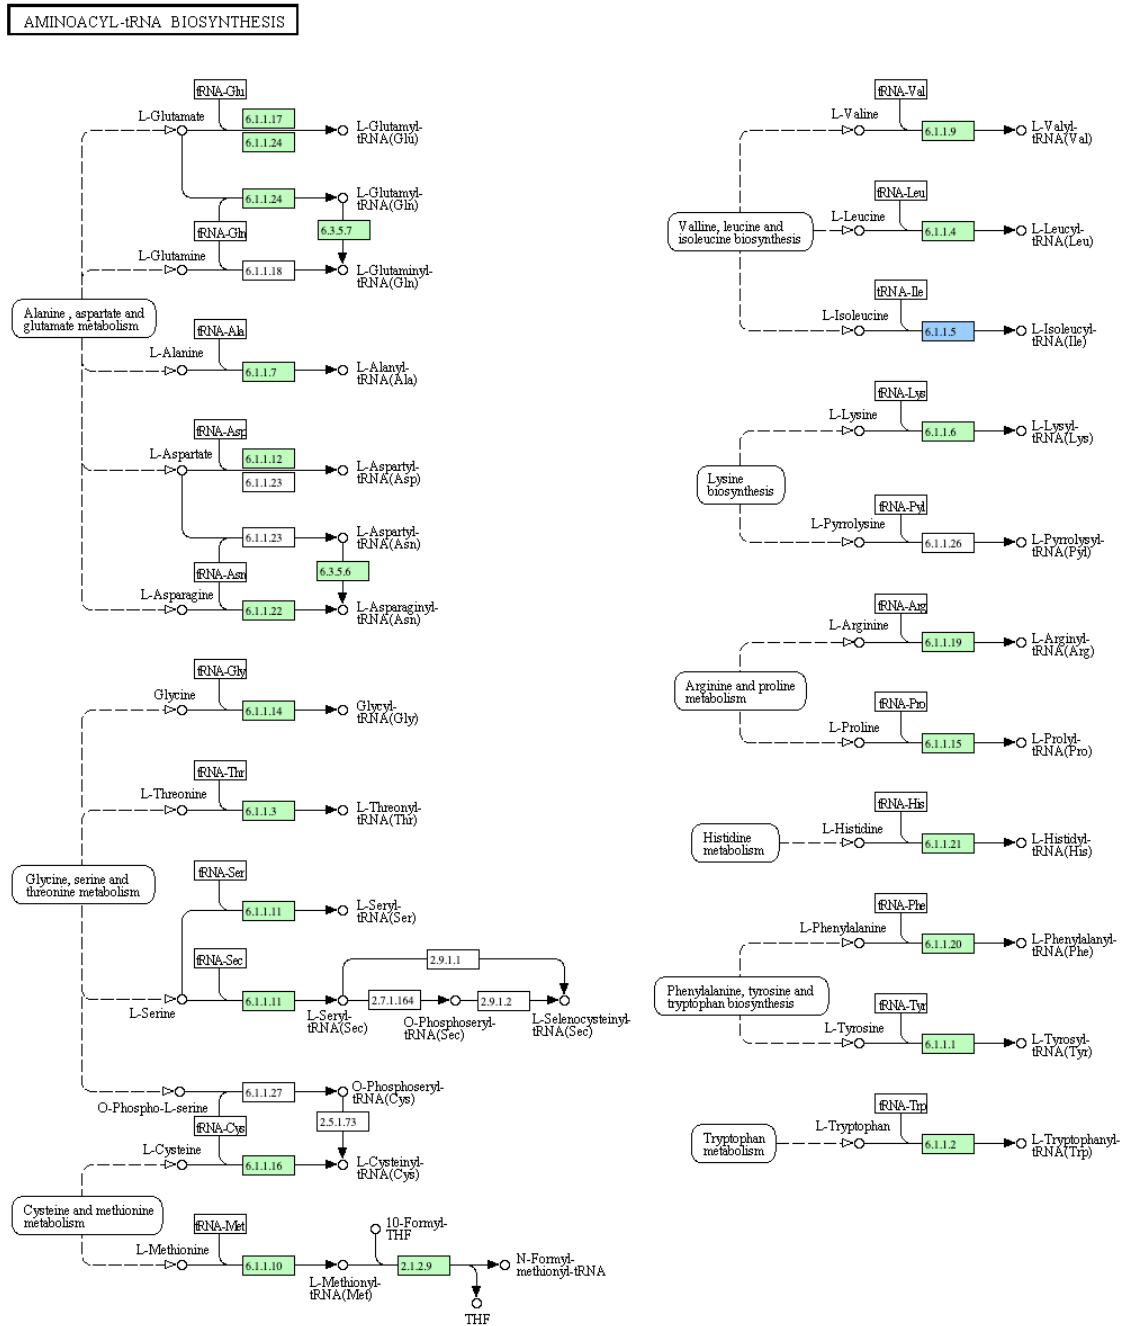 AMINOACYL-tRNA BIOSYNTHESIS
tRNA-Glu
L-Glutamate
6.1.1.17
6.1.1.24
L-Glutamyl-
tRNA(Glu)
6.1.1.24
L-Glutamyl-
tRNA(Gln)
tRNA-Gln
6.3.5.7
L-Glutamine
6.1.1.18
L-Glutaminyl-
tRNA(Gln)
Alanine , aspartate and
glutamate metabolism
tRNA-Ala
L-Alanine
6.1.1.7
L-Alanyl-
tRNA(Ala)
tRNA-Asp
L-Aspartate
6.1.1.12
6.1.1.23
L-Aspartyl-
tRNA(Asp)
6.1.1.23
L-Aspartyl-
tRNA(Asn)
tRNA-Asn
6.3.5.6
L-Asparagine
6.1.1.22
L-Asparaginyl-
tRNA(Asn)
tRNA-Gly
Glycine
6.1.1.14
Glycyl-
tRNA(Gly)
tRNA-Thr
L-Threonine
6.1.1.3
L-Threonyl-
tRNA(Thr)
Glycine, serine and
threonine metabolism
tRNA-Ser
6.1.1.11
L-Seryl-
tRNA(Ser)
tRNA-Sec
L-Serine
6.1.1.11
L-Seryl-
tRNA(Sec)
2.9.1.1
2.7.1.164
O-Phosphoseryl-
tRNA(Sec)
2.9.1.2
L-Selenocysteinyl-
tRNA(Sec)
O-Phospho-L-serine
6.1.1.27
O-Phosphoseryl-
tRNA(Cys)
tRNA-Cys
2.5.1.73
L-Cysteine
6.1.1.16
L-Cysteinyl-
tRNA(Cys)
Cysteine and methionine
metabolism
tRNA-Met
L-Methionine
6.1.1.10
L-Methionyl-
tRNA(Met)
10-Formyl-
THF
2.1.2.9
N-Formyl-
methionyl-tRNA
THF
tRNA-Val
L-Valine
6.1.1.9
L-Valyl-
tRNA(Val)
tRNA-Leu
Valline, leucine and
isoleucine biosynthesis
L-Leucine
6.1.1.4
L-Leucyl-
tRNA(Leu)
tRNA-Ile
L-Isoleucine
6.1.1.5
L-Isoleucyl-
tRNA(Ile)
tRNA-Lys
L-Lysine
6.1.1.6
L-Lysyl-
tRNA(Lys)
Lysine
biosynthesis
tRNA-Pyl
L-Pyrrolysine
6.1.1.26
L-Pyrrolysyl-
tRNA(Pyl)
tRNA-Arg
L-Arginine
6.1.1.19
L-Arginyl-
tRNA(Arg)
Arginine and proline
metabolism
tRNA-Pro
L-Proline
6.1.1.15
L-Prolyl-
tRNA(Pro)
tRNA-His
Histidine
metabolism
L-Histidine
6.1.1.21
L-Histidyl-
tRNA(His)
tRNA-Phe
L-Phenylalanine
6.1.1.20
L-Phenylalanyl-
tRNA(Phe)
Phenylalanine, tyrosine and
tryptophan biosynthesis
tRNA-Tyr
L-Tyrosine
6.1.1.1
L-Tyrosyl-
tRNA(Tyr)
tRNA-Trp
Tryptophan
metabolism
L-Tryptophan
6.1.1.2
L-Tryptophanyl-
tRNA(Trp)